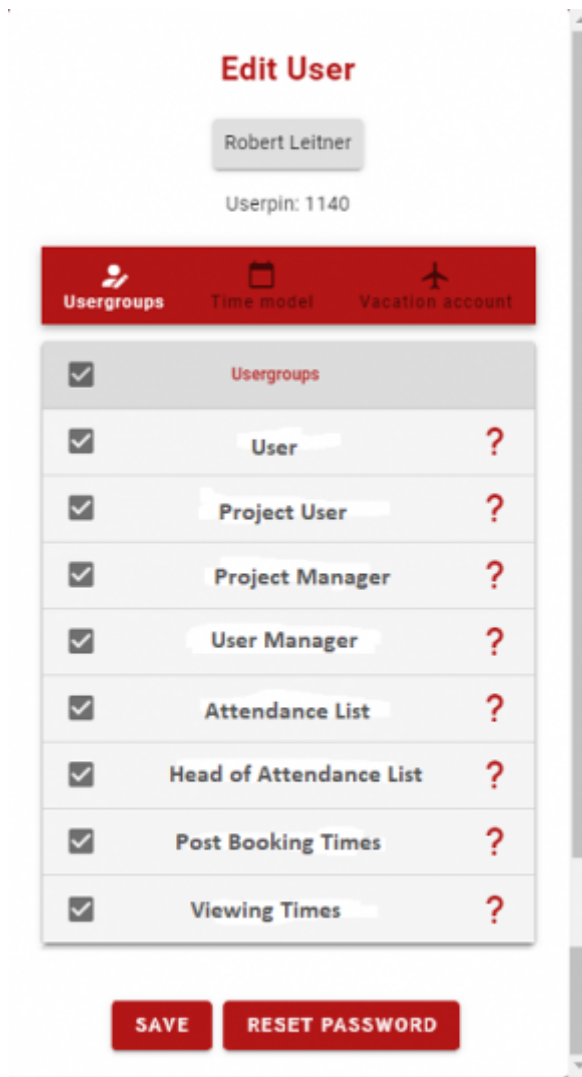 Edit User
Robert Leitner
Userpin: 1140
Usergroups Time model Vacation account
Usergroups
User ?
Project User ?
Project Manager ?
User Manager ?
Attendance List ?
Head of Attendance List ?
Post Booking Times ?
Viewing Times ?
SAVE RESET PASSWORD